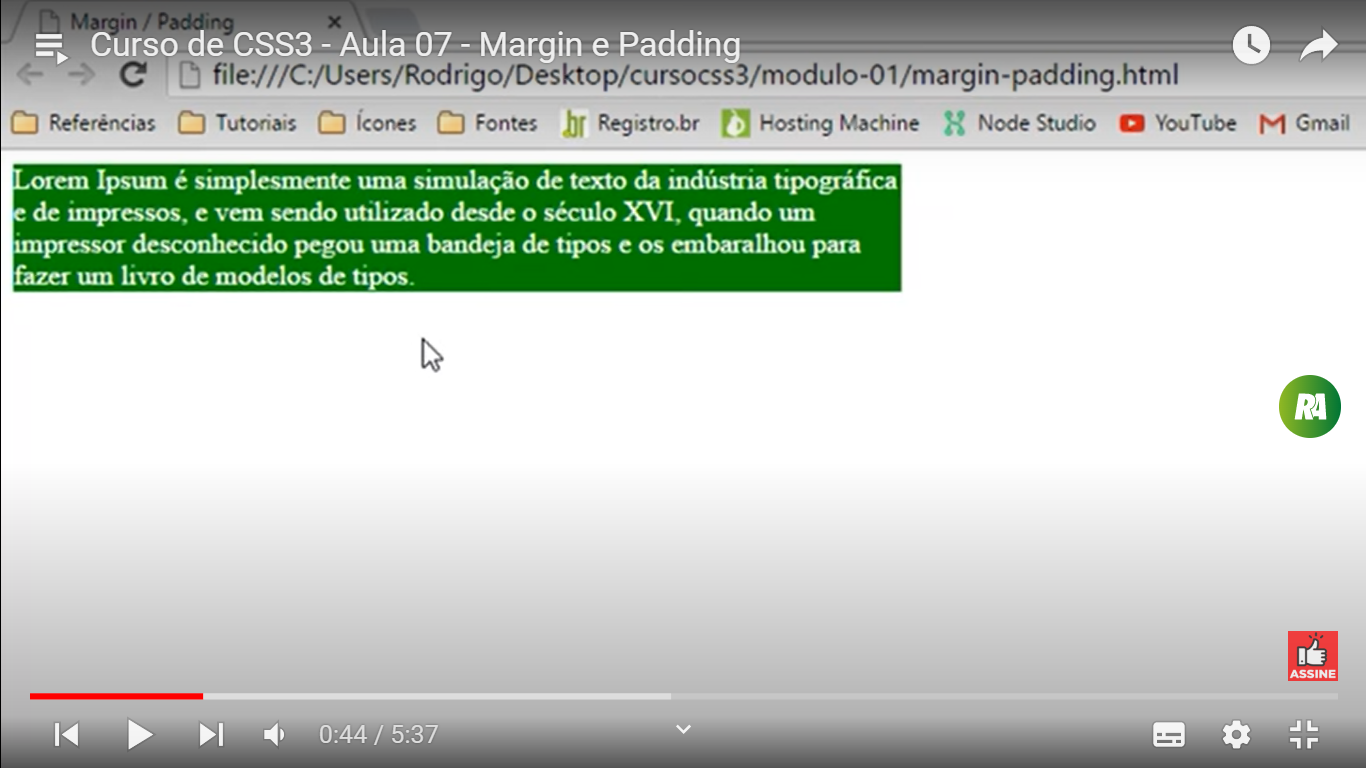 Margin / Padding
Curso de CSS3 - Aula 07 - Margin e Padding
file:///C:/Users/Rodrigo/Desktop/cursocss3/modulo-01/margin-padding.html
Referências Tutoriais Ícones Fontes .br Registro.br Hosting Machine Node Studio YouTube Gmail
Lorem Ipsum é simplesmente uma simulação de texto da indústria tipográfica
e de impressos, e vem sendo utilizado desde o século XVI, quando um
impressor desconhecido pegou uma bandeja de tipos e os embaralhou para
fazer um livro de modelos de tipos.
RA
ASSINE
0:44 / 5:37